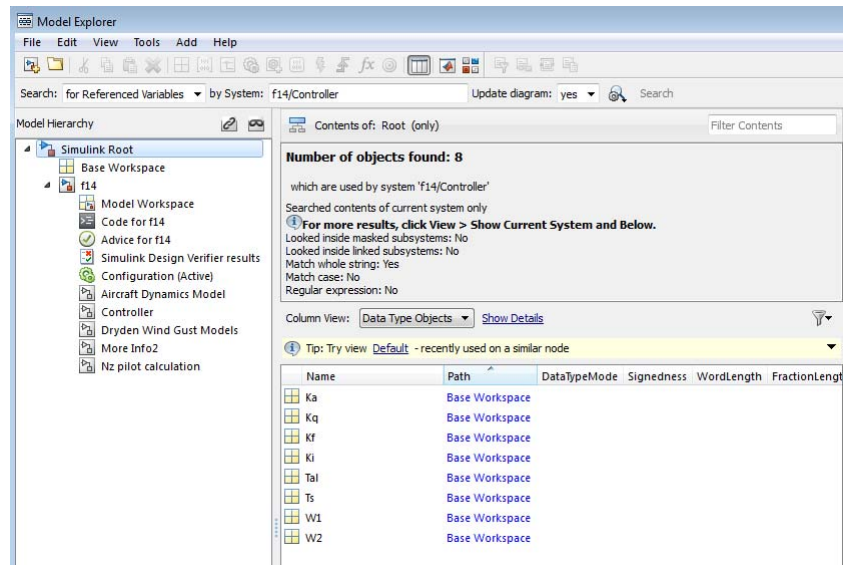 Model Explorer
File Edit View Tools Add Help
Search: for Referenced Variables by System: f14/Controller Update diagram: yes Search
Model Hierarchy
Contents of: Root (only) Filter Contents
Simulink Root
Base Workspace
f14
Model Workspace
Code for f14
Advice for f14
Simulink Design Verifier results
Configuration (Active)
Aircraft Dynamics Model
Controller
Dryden Wind Gust Models
More Info2
Nz pilot calculation
Number of objects found: 8
which are used by system 'f14/Controller'
Searched contents of current system only
For more results, click View > Show Current System and Below.
Looked inside masked subsystems: No
Looked inside linked subsystems: No
Match whole string: Yes
Match case: No
Regular expression: No
Column View: Data Type Objects Show Details
Tip: Try view Default - recently used on a similar node
Name Path DataTypeMode Signedness WordLength FractionLengt
Ka Base Workspace
Kq Base Workspace
Kf Base Workspace
Ki Base Workspace
Tal Base Workspace
Ts Base Workspace
W1 Base Workspace
W2 Base Workspace